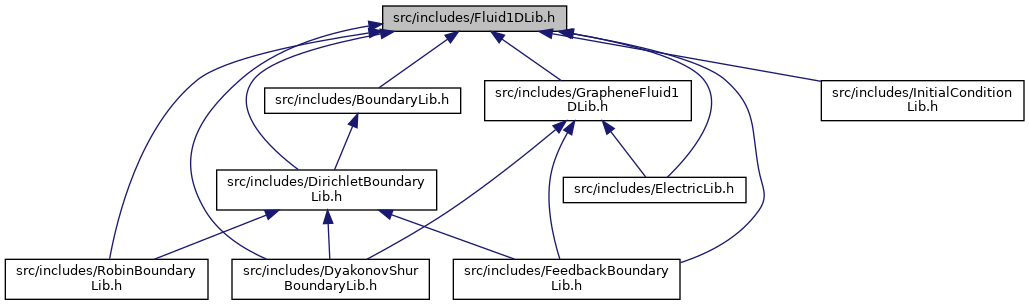 src/includes/Fluid1DLib.h
src/includes/BoundaryLib.h
src/includes/GrapheneFluid1
DLib.h
src/includes/InitialCondition
Lib.h
src/includes/DirichletBoundary
Lib.h
src/includes/ElectricLib.h
src/includes/RobinBoundary
Lib.h
src/includes/DyakonovShur
BoundaryLib.h
src/includes/FeedbackBoundary
Lib.h